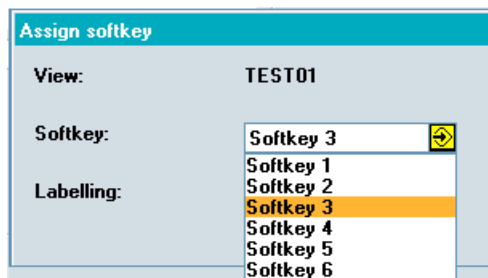 Assign softkey
View: TEST01
Softkey: Softkey 3
Softkey 1
Softkey 2
Labelling:
Softkey 3
Softkey 4
Softkey 5
Softkey 6